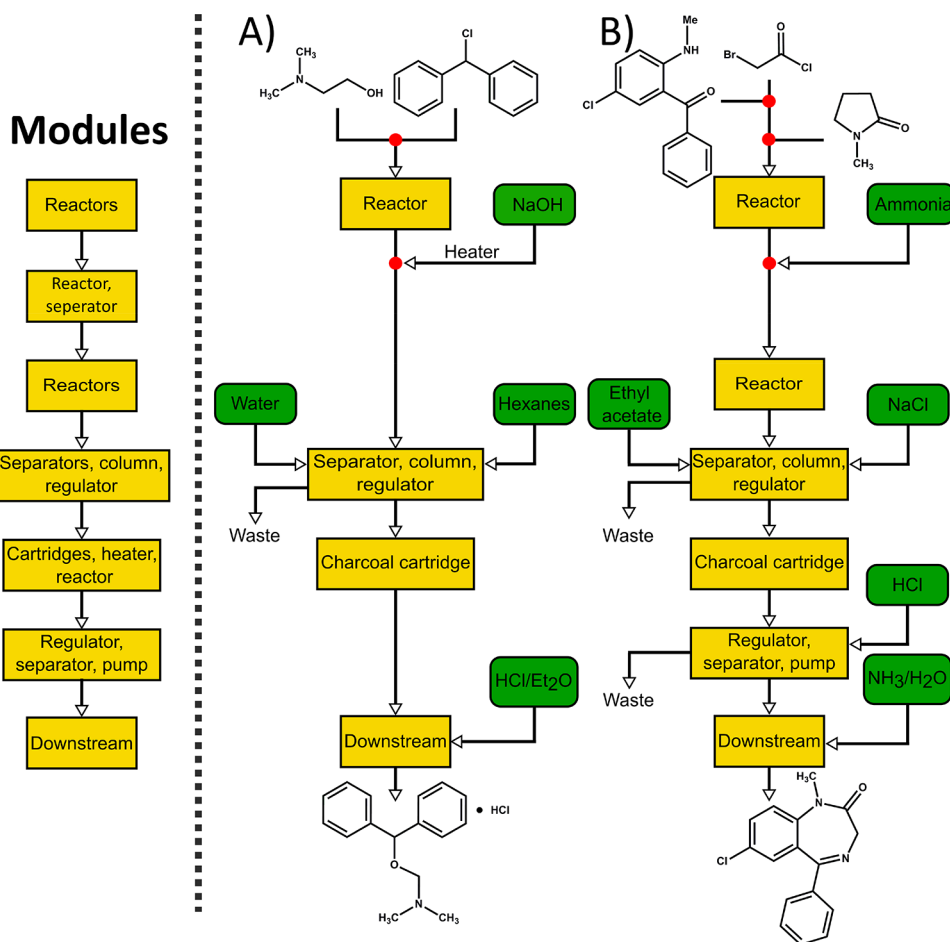 Modules
Reactors
Reactor,
seperator
Reactors
Separators, column,
regulator
Cartridges, heater,
reactor
Regulator,
separator, pump
Downstream
A)
CH₃
N
H₃C
OH
Cl
Reactor
NaOH
Heater
Water
Hexanes
Separator, column,
regulator
Waste
Charcoal cartridge
HCl/Et₂O
Downstream
• HCl
O
N
H₃C
CH₃
B)
Me
NH
Cl
O
O
Br
Cl
N
O
CH₃
Reactor
Ammonia
Reactor
Ethyl
acetate
NaCl
Separator, column,
regulator
Waste
Charcoal cartridge
HCl
Regulator,
separator, pump
Waste
NH₃/H2O
Downstream
H₃C
N
O
Cl
N